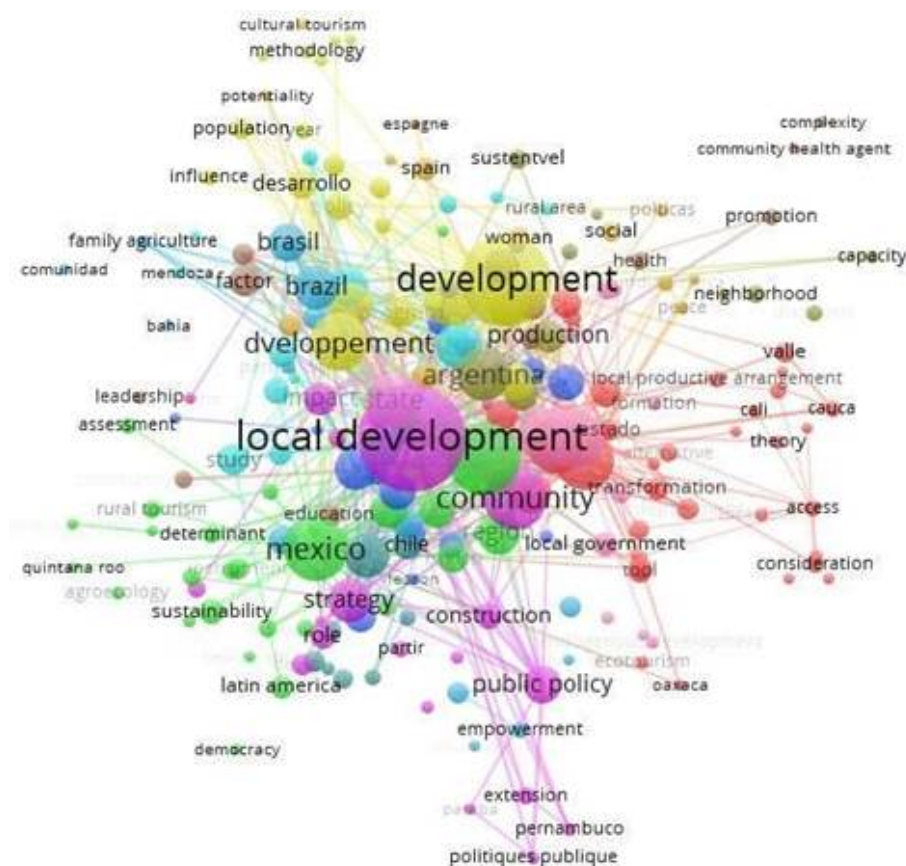 cultural tourism
methodology
potentiality
population
year
espagne
complexity
community health agent
influence
desarrollo
spain
sustentvel
rural area
politicas
promotion
family agriculture
brasil
woman
social
comunidad
mendoza
factor
brazil
development
health
capacity
neighborhood
peace
bahia
dveloppement
production
valle
argentina
local productive arrangement
leadership
impact
state
formation
cali
cauca
assessment
local development
estado
theory
study
alternative
community
transformation
rural tourism
education
region
access
determinant
mexico
chile
local government
quintana roo
tool
consideration
agroecology
lesson
sustainability
strategy
construction
role
partir
ecotourism
latin america
public policy
oaxaca
empowerment
democracy
extension
pernambuco
politiques publique